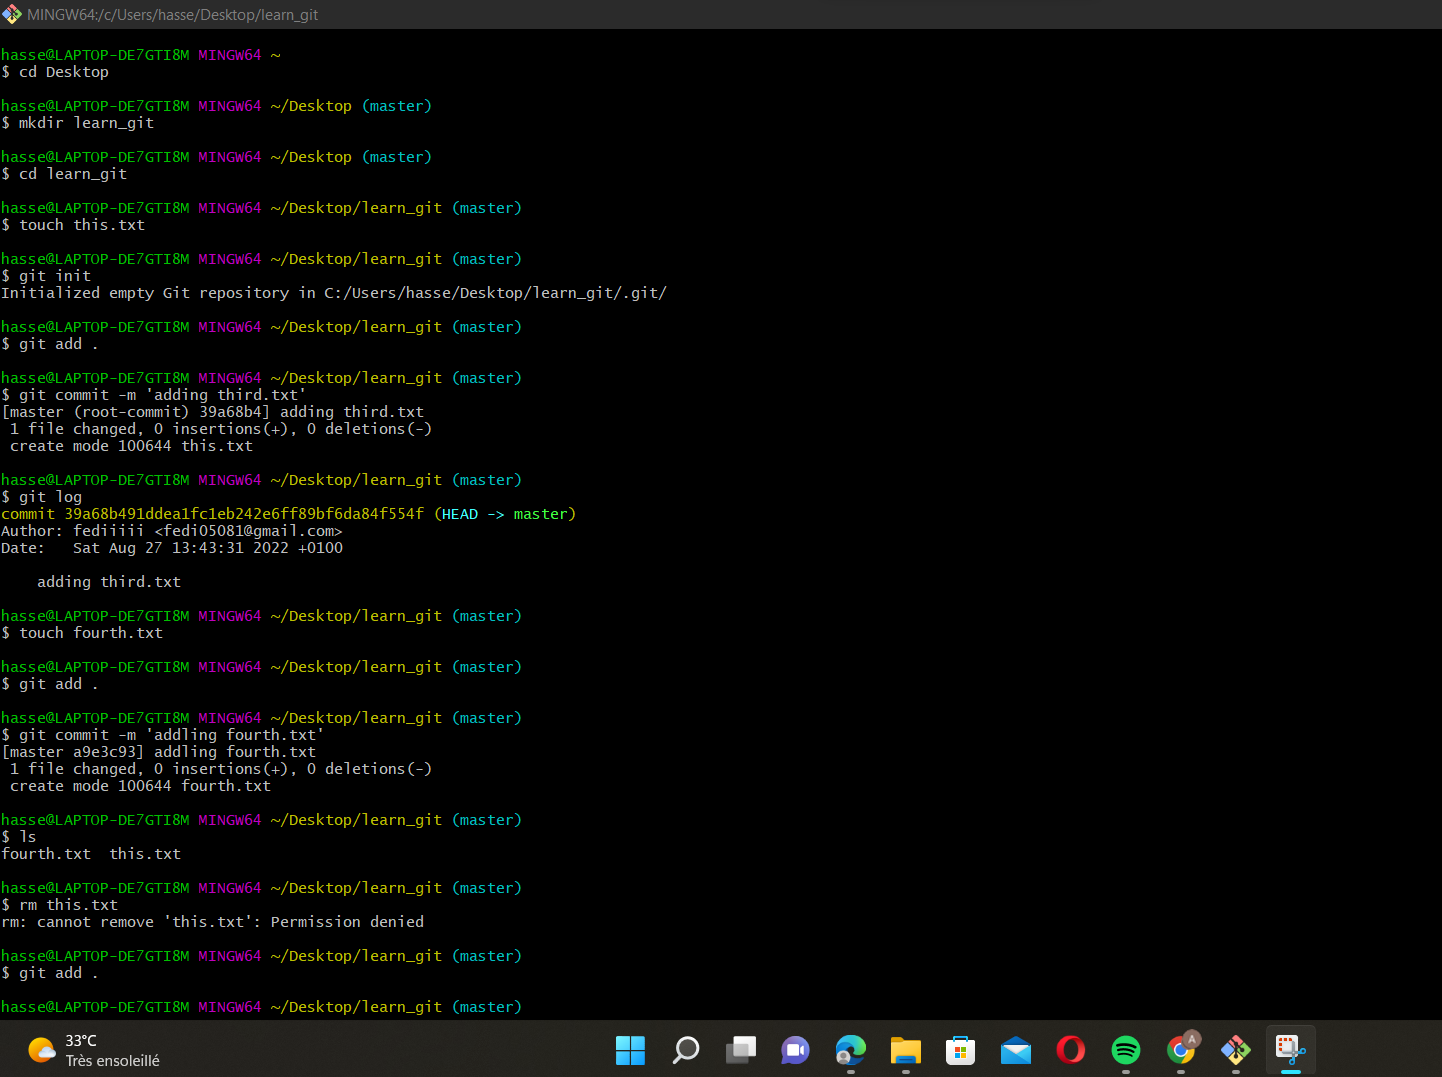 MINGW64:/c/Users/hasse/Desktop/learn_git
hasse@LAPTOP-DE7GTI8M MINGW64 ~
$ cd Desktop
hasse@LAPTOP-DE7GTI8M MINGW64 ~/Desktop (master)
$ mkdir learn_git
hasse@LAPTOP-DE7GTI8M MINGW64 ~/Desktop (master)
$ cd learn_git
hasse@LAPTOP-DE7GTI8M MINGW64 ~/Desktop/learn_git (master)
$ touch this.txt
hasse@LAPTOP-DE7GTI8M MINGW64 ~/Desktop/learn_git (master)
$ git init
Initialized empty Git repository in C:/Users/hasse/Desktop/learn_git/.git/
hasse@LAPTOP-DE7GTI8M MINGW64 ~/Desktop/learn_git (master)
$ git add .
hasse@LAPTOP-DE7GTI8M MINGW64 ~/Desktop/learn_git (master)
$ git commit -m 'adding third.txt'
[master (root-commit) 39a68b4] adding third.txt
 1 file changed, 0 insertions(+), 0 deletions(-)
 create mode 100644 this.txt
hasse@LAPTOP-DE7GTI8M MINGW64 ~/Desktop/learn_git (master)
$ git log
commit 39a68b491ddea1fc1eb242e6ff89bf6da84f554f (HEAD -> master)
Author: fediiiii <fedi05081@gmail.com>
Date:   Sat Aug 27 13:43:31 2022 +0100
    adding third.txt
hasse@LAPTOP-DE7GTI8M MINGW64 ~/Desktop/learn_git (master)
$ touch fourth.txt
hasse@LAPTOP-DE7GTI8M MINGW64 ~/Desktop/learn_git (master)
$ git add .
hasse@LAPTOP-DE7GTI8M MINGW64 ~/Desktop/learn_git (master)
$ git commit -m 'addling fourth.txt'
[master a9e3c93] addling fourth.txt
 1 file changed, 0 insertions(+), 0 deletions(-)
 create mode 100644 fourth.txt
hasse@LAPTOP-DE7GTI8M MINGW64 ~/Desktop/learn_git (master)
$ ls
fourth.txt  this.txt
hasse@LAPTOP-DE7GTI8M MINGW64 ~/Desktop/learn_git (master)
$ rm this.txt
rm: cannot remove 'this.txt': Permission denied
hasse@LAPTOP-DE7GTI8M MINGW64 ~/Desktop/learn_git (master)
$ git add .
hasse@LAPTOP-DE7GTI8M MINGW64 ~/Desktop/learn_git (master)
33°C
Très ensoleillé
A